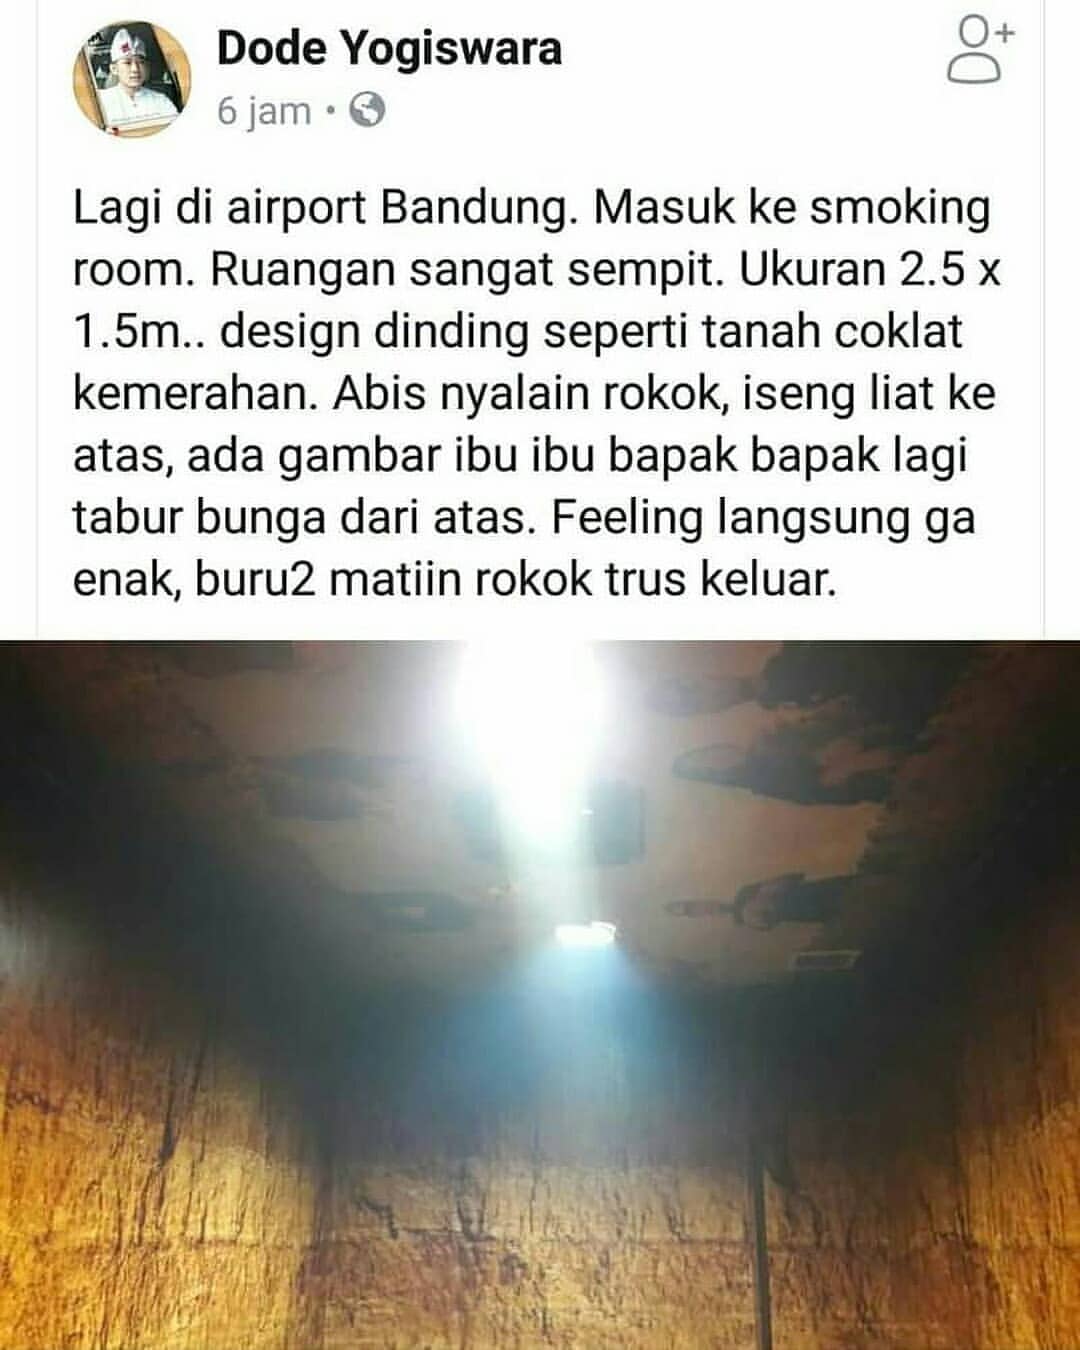 Dode Yogiswara
6 jam •
Lagi di airport Bandung. Masuk ke smoking
room. Ruangan sangat sempit. Ukuran 2.5 x
1.5m.. design dinding seperti tanah coklat
kemerahan. Abis nyalain rokok, iseng liat ke
atas, ada gambar ibu ibu bapak bapak lagi
tabur bunga dari atas. Feeling langsung ga
enak, buru2 matiin rokok trus keluar.